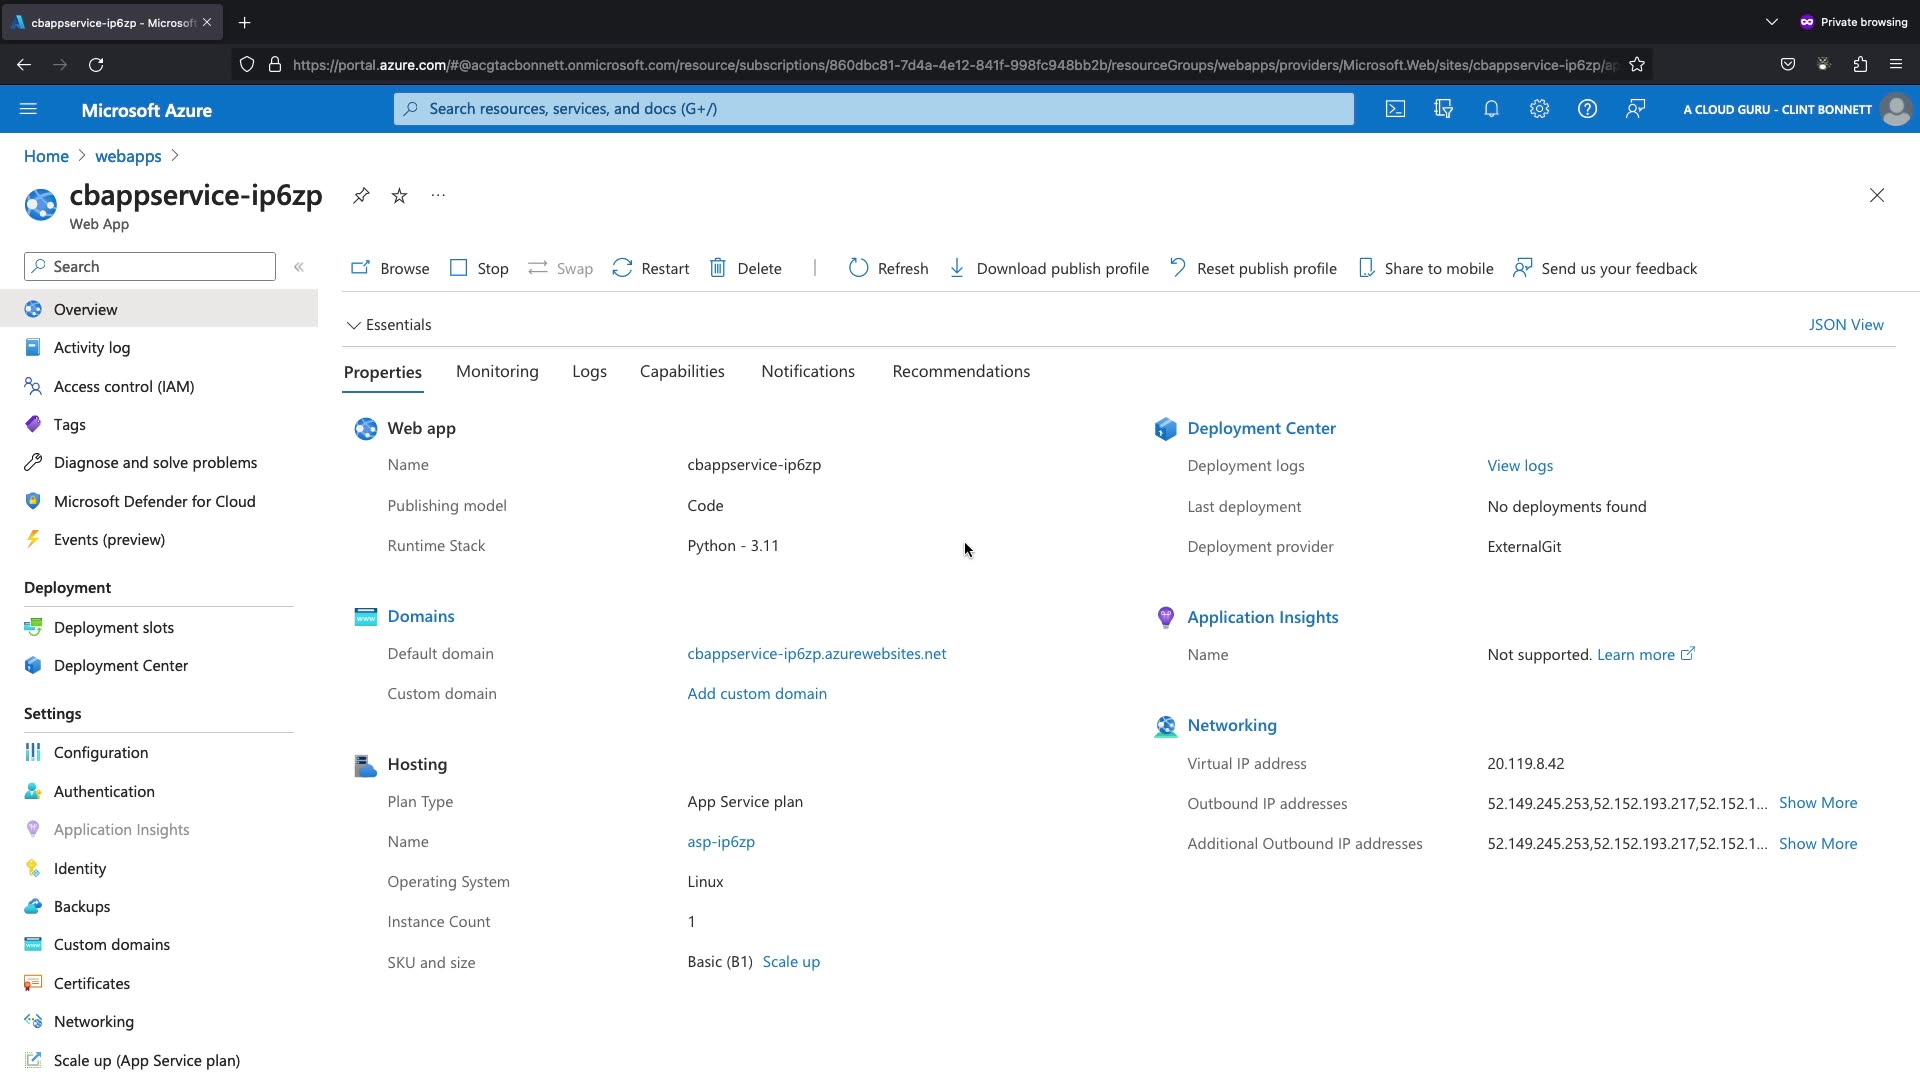 cbappservice-ip6zp - Microsoft
Private browsing
https://portal.azure.com/#@acgtacbonnett.onmicrosoft.com/resource/subscriptions/860dbc81-7d4a-4e12-841f-998fc948bb2b/resourceGroups/webapps/providers/Microsoft.Web/sites/cbappservice-ip6zp/ap
Microsoft Azure
Search resources, services, and docs (G+/)
A CLOUD GURU - CLINT BONNETT
Home > webapps >
cbappservice-ip6zp
Web App
Search
Overview
Activity log
Access control (IAM)
Tags
Diagnose and solve problems
Microsoft Defender for Cloud
Events (preview)
Deployment
Deployment slots
Deployment Center
Settings
Configuration
Authentication
Application Insights
Identity
Backups
Custom domains
Certificates
Networking
Scale up (App Service plan)
Browse Stop Swap Restart Delete | Refresh Download publish profile Reset publish profile Share to mobile Send us your feedback
Essentials
JSON View
Properties Monitoring Logs Capabilities Notifications Recommendations
Web app
Name cbappservice-ip6zp
Publishing model Code
Runtime Stack Python - 3.11
Domains
Default domain cbappservice-ip6zp.azurewebsites.net
Custom domain Add custom domain
Hosting
Plan Type App Service plan
Name asp-ip6zp
Operating System Linux
Instance Count 1
SKU and size Basic (B1) Scale up
Deployment Center
Deployment logs View logs
Last deployment No deployments found
Deployment provider ExternalGit
Application Insights
Name Not supported. Learn more
Networking
Virtual IP address 20.119.8.42
Outbound IP addresses 52.149.245.253,52.152.193.217,52.152.1... Show More
Additional Outbound IP addresses 52.149.245.253,52.152.193.217,52.152.1... Show More